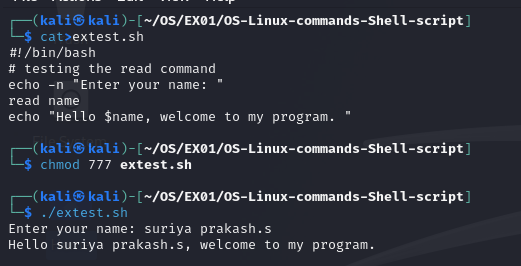 ┌──(kali㉿kali)-[~/OS/EX01/OS-Linux-commands-Shell-script]
└─$ cat>extest.sh
#!/bin/bash
# testing the read command
echo -n "Enter your name: "
read name
echo "Hello $name, welcome to my program. "
┌──(kali㉿kali)-[~/OS/EX01/OS-Linux-commands-Shell-script]
└─$ chmod 777 extest.sh
┌──(kali㉿kali)-[~/OS/EX01/OS-Linux-commands-Shell-script]
└─$ ./extest.sh
Enter your name: suriya prakash.s
Hello suriya prakash.s, welcome to my program.